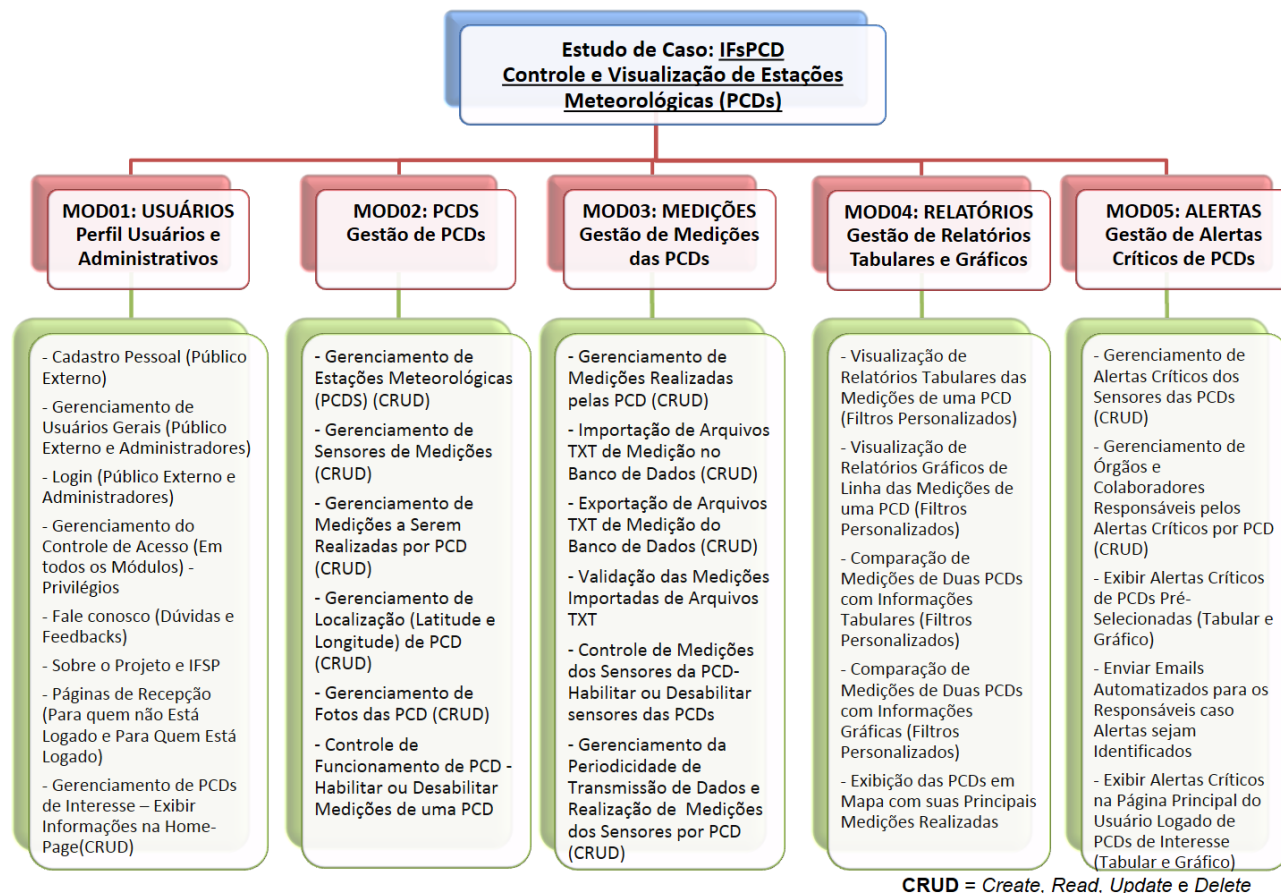 Estudo de Caso: IFsPCD
Controle e Visualização de Estações
Meteorológicas (PCDs)
MOD01: USUÁRIOS
Perfil Usuários e
Administrativos
MOD02: PCDS
Gestão de PCDs
MOD03: MEDIÇÕES
Gestão de Medições
das PCDs
MOD04: RELATÓRIOS
Gestão de Relatórios
Tabulares e Gráficos
MOD05: ALERTAS
Gestão de Alertas
Críticos de PCDs
- Cadastro Pessoal (Público
Externo)
- Gerenciamento de
Usuários Gerais (Público
Externo e Administradores)
- Login (Público Externo e
Administradores)
- Gerenciamento do
Controle de Acesso (Em
todos os Módulos) -
Privilégios
- Fale conosco (Dúvidas e
Feedbacks)
- Sobre o Projeto e IFSP
- Páginas de Recepção
(Para quem não Está
Logado e Para Quem Está
Logado)
- Gerenciamento de PCDs
de Interesse – Exibir
Informações na Home-
Page(CRUD)
- Gerenciamento de
Estações Meteorológicas
(PCDS) (CRUD)
- Gerenciamento de
Sensores de Medições
(CRUD)
- Gerenciamento de
Medições a Serem
Realizadas por PCD
(CRUD)
- Gerenciamento de
Localização (Latitude e
Longitude) de PCD
(CRUD)
- Gerenciamento de
Fotos das PCD (CRUD)
- Controle de
Funcionamento de PCD -
Habilitar ou Desabilitar
Medições de uma PCD
- Gerenciamento de
Medições Realizadas
pelas PCD (CRUD)
- Importação de Arquivos
TXT de Medição no
Banco de Dados (CRUD)
- Exportação de Arquivos
TXT de Medição do
Banco de Dados (CRUD)
- Validação das Medições
Importadas de Arquivos
TXT
- Controle de Medições
dos Sensores da PCD-
Habilitar ou Desabilitar
sensores das PCDs
- Gerenciamento da
Periodicidade de
Transmissão de Dados e
Realização de Medições
dos Sensores por PCD
(CRUD)
- Visualização de
Relatórios Tabulares das
Medições de uma PCD
(Filtros Personalizados)
- Visualização de
Relatórios Gráficos de
Linha das Medições de
uma PCD (Filtros
Personalizados)
- Comparação de
Medições de Duas PCDs
com Informações
Tabulares (Filtros
Personalizados)
- Comparação de
Medições de Duas PCDs
com Informações
Gráficas (Filtros
Personalizados)
- Exibição das PCDs em
Mapa com suas Principais
Medições Realizadas
- Gerenciamento de
Alertas Críticos dos
Sensores das PCDs
(CRUD)
- Gerenciamento de
Órgãos e
Colaboradores
Responsáveis pelos
Alertas Críticos por PCD
(CRUD)
- Exibir Alertas Críticos
de PCDs Pré-
Selecionadas (Tabular e
Gráfico)
- Enviar Emails
Automatizados para os
Responsáveis caso
Alertas sejam
Identificados
- Exibir Alertas Críticos
na Página Principal do
Usuário Logado de
PCDs de Interesse
(Tabular e Gráfico)
CRUD = Create, Read, Update e Delete